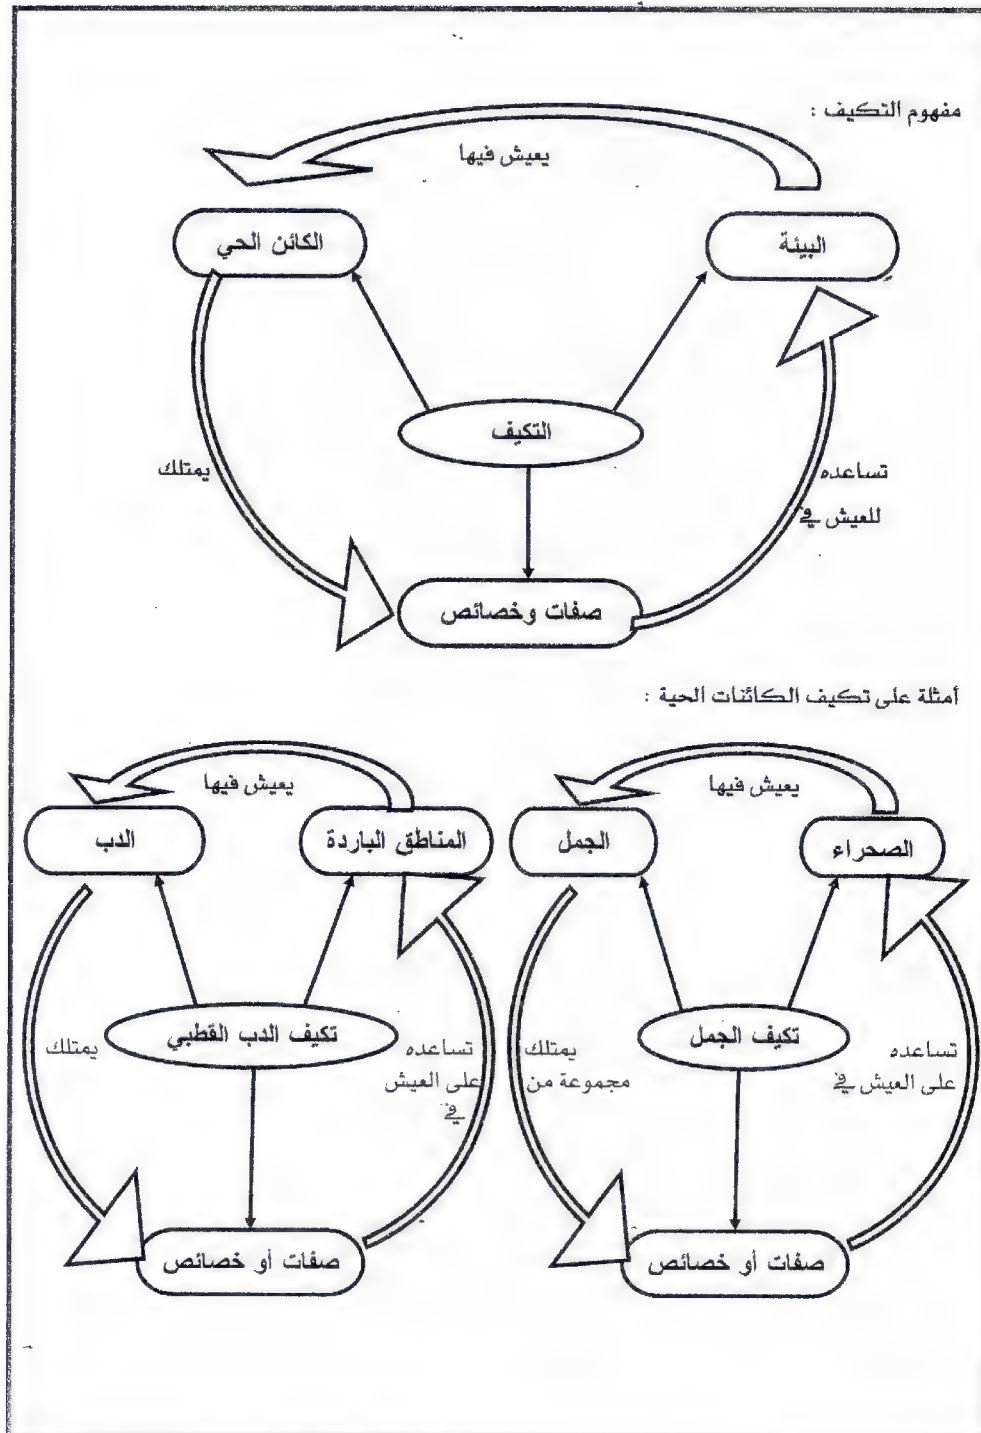 مفهوم التكيف :
يعيش فيها
البيئة
الكائن الحي
التكيف
تساعده
للعيش في
يمتلك
صفات وخصائص
أمثلة على تكيف الكائنات الحية :
يعيش فيها
الصحراء
الجمل
تكيف الجمل
تساعده
على العيش في
يمتلك
مجموعة من
صفات أو خصائص
يعيش فيها
المناطق الباردة
الدب
تكيف الدب القطبي
تساعده
على العيش
في
يمتلك
صفات أو خصائص